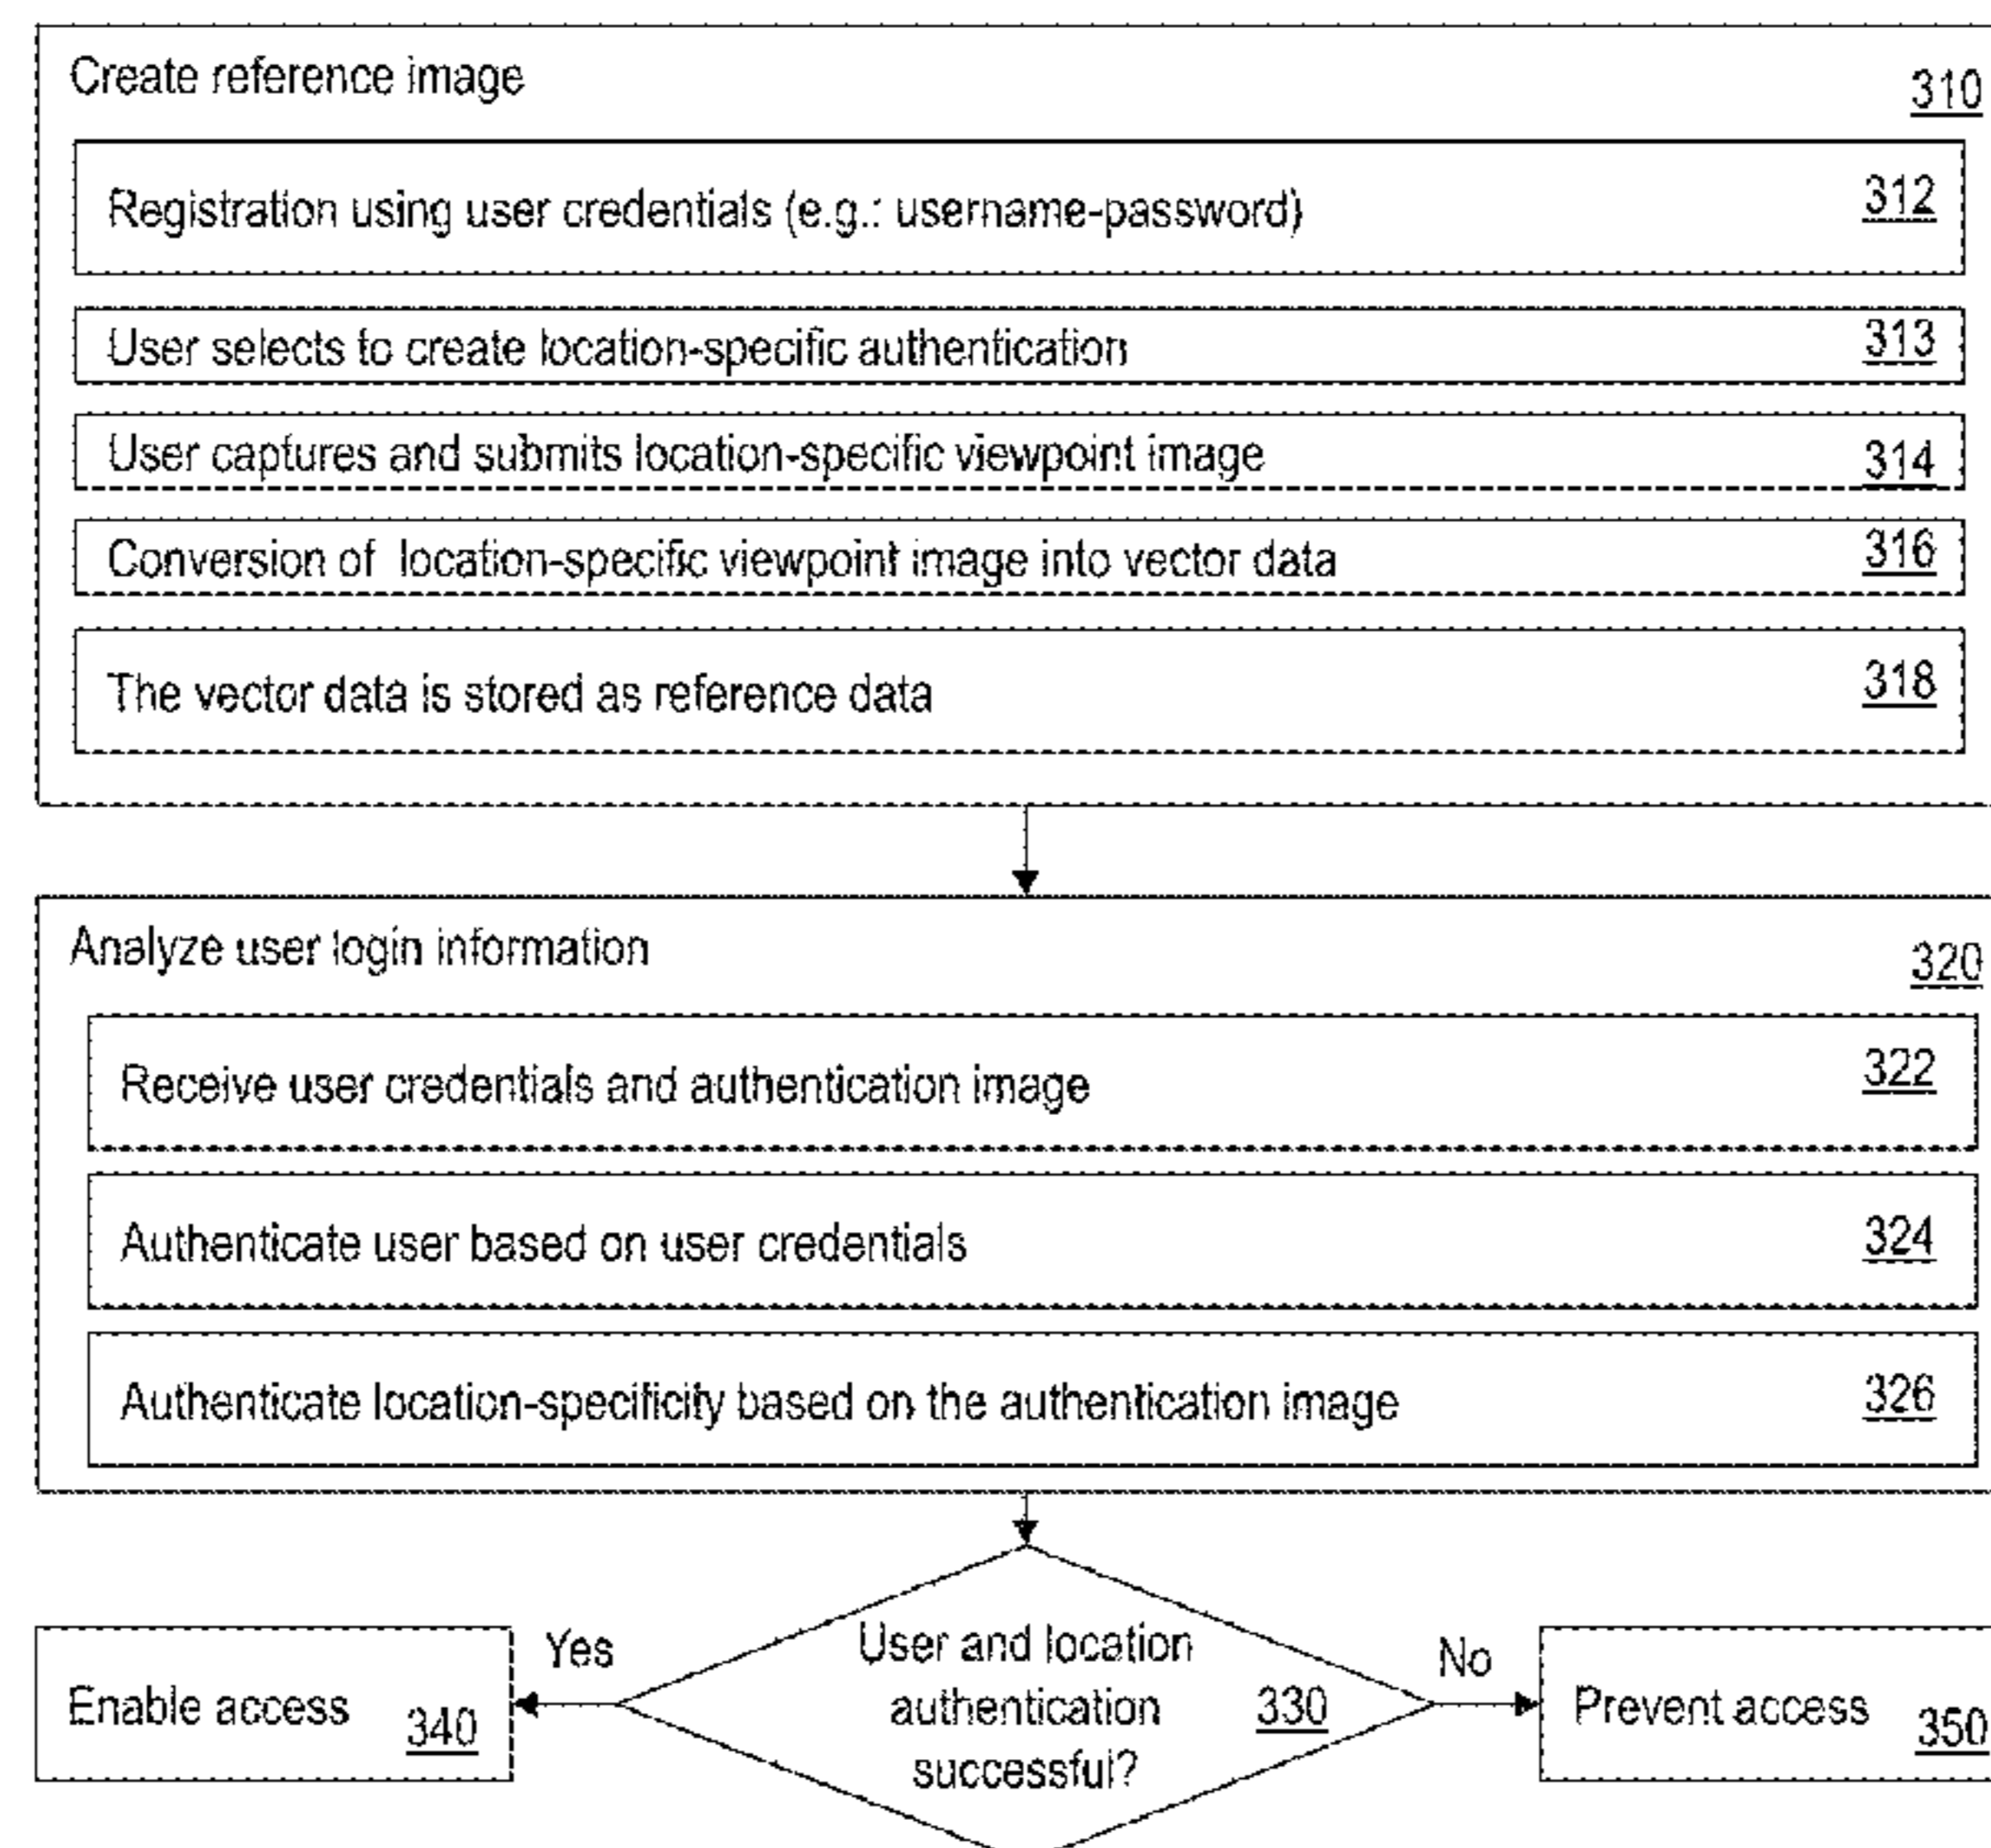 Create reference image 310
Registration using user credentials (e.g.: username-password) 312
User selects to create location-specific authentication 313
User captures and submits location-specific viewpoint image 314
Conversion of location-specific viewpoint image into vector data 316
The vector data is stored as reference data 318
Analyze user login information 320
Receive user credentials and authentication image 322
Authenticate user based on user credentials 324
Authenticate location-specificity based on the authentication image 326
Yes
User and location
authentication 330
successful?
No
Enable access 340
Prevent access 350